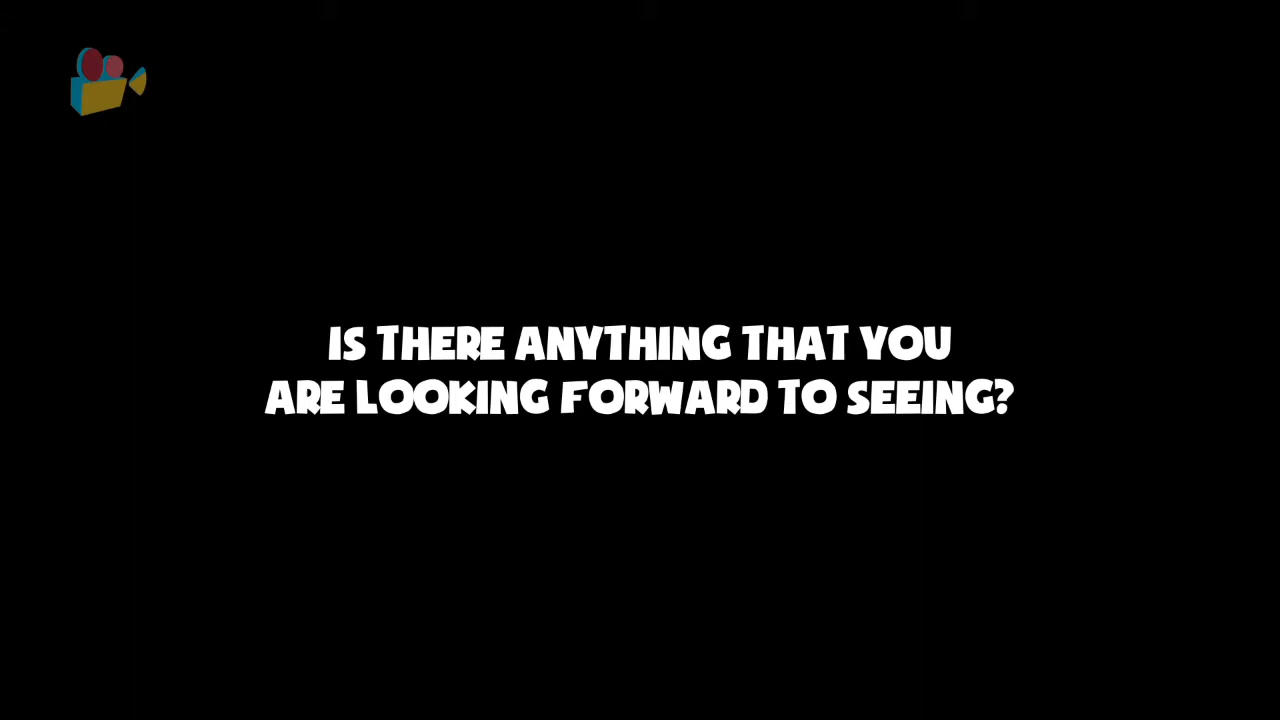 IS THERE ANYTHING THAT YOU
ARE LOOKING FORWARD TO SEEING?